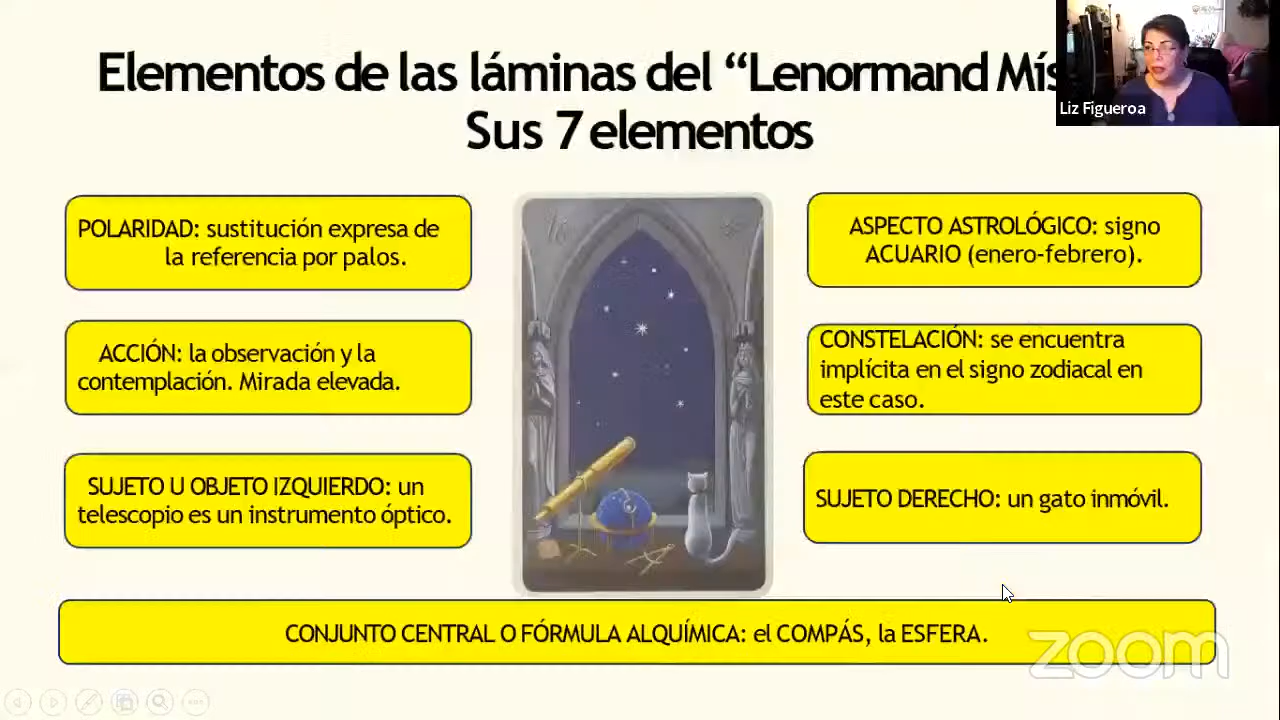 Elementos de las láminas del “Lenormand Mís
Sus 7 elementos
Liz Figueroa
POLARIDAD: sustitución expresa de
la referencia por palos.
ACCIÓN: la observación y la
contemplación. Mirada elevada.
SUJETO U OBJETO IZQUIERDO: un
telescopio es un instrumento óptico.
ASPECTO ASTROLÓGICO: signo
ACUARIO (enero-febrero).
CONSTELACIÓN: se encuentra
implícita en el signo zodiacal en
este caso.
SUJETO DERECHO: un gato inmóvil.
16
CONJUNTO CENTRAL O FÓRMULA ALQUÍMICA: el COMPÁS, la ESFERA.
zoom